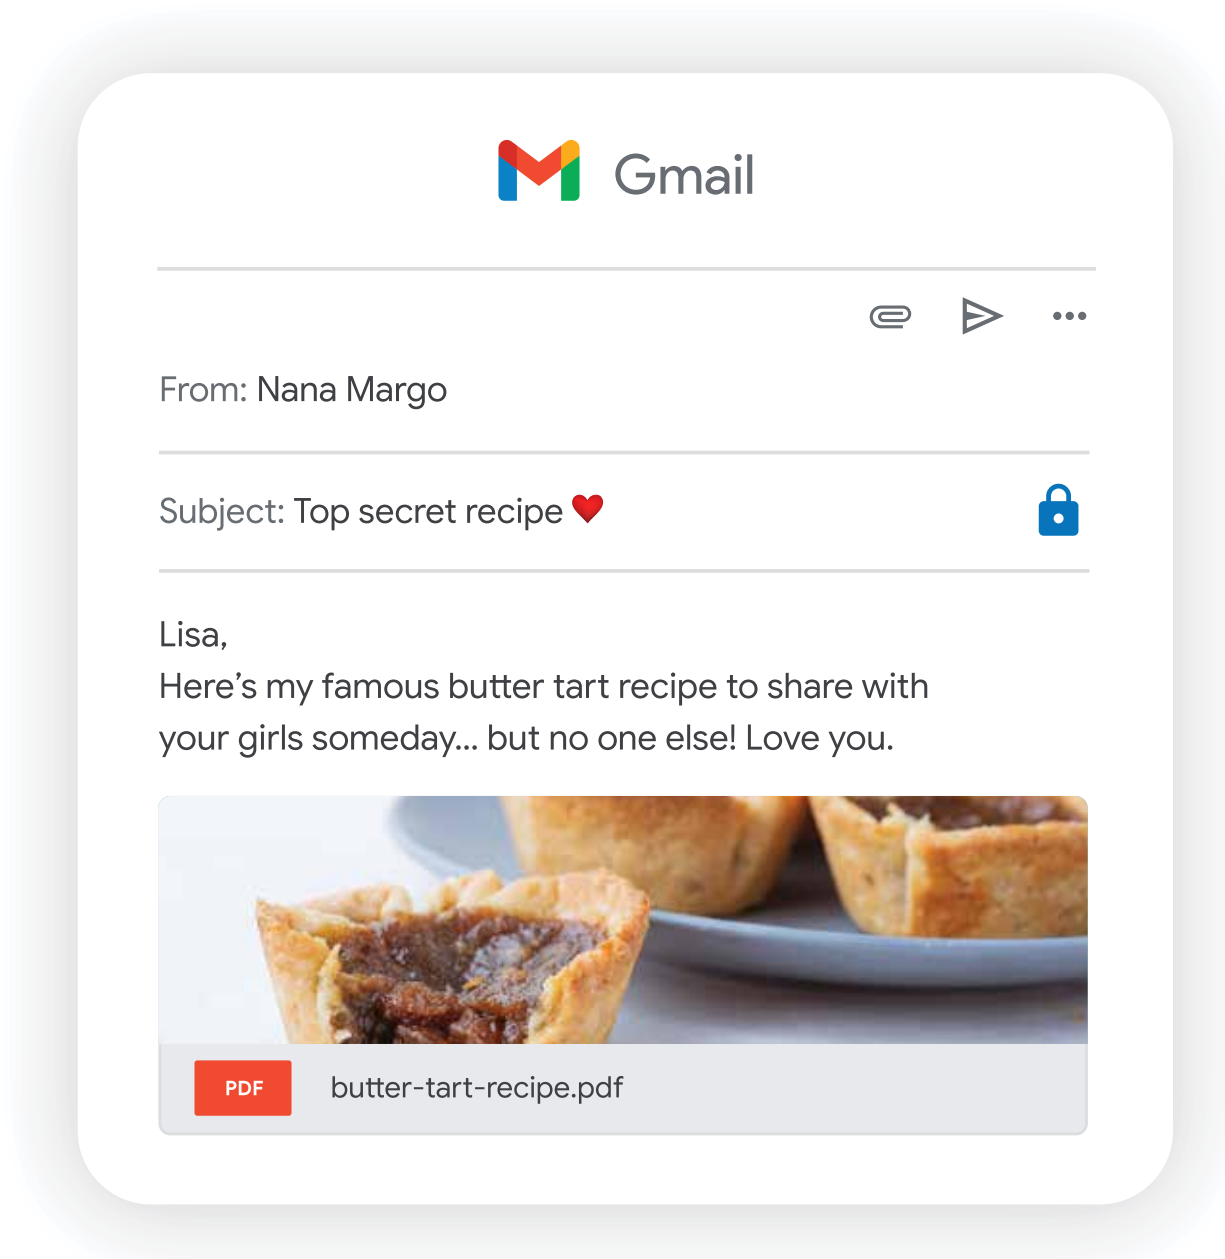 Gmail
From: Nana Margo
Subject: Top secret recipe ❤
Lisa,
Here’s my famous butter tart recipe to share with
your girls someday... but no one else! Love you.
PDF butter-tart-recipe.pdf